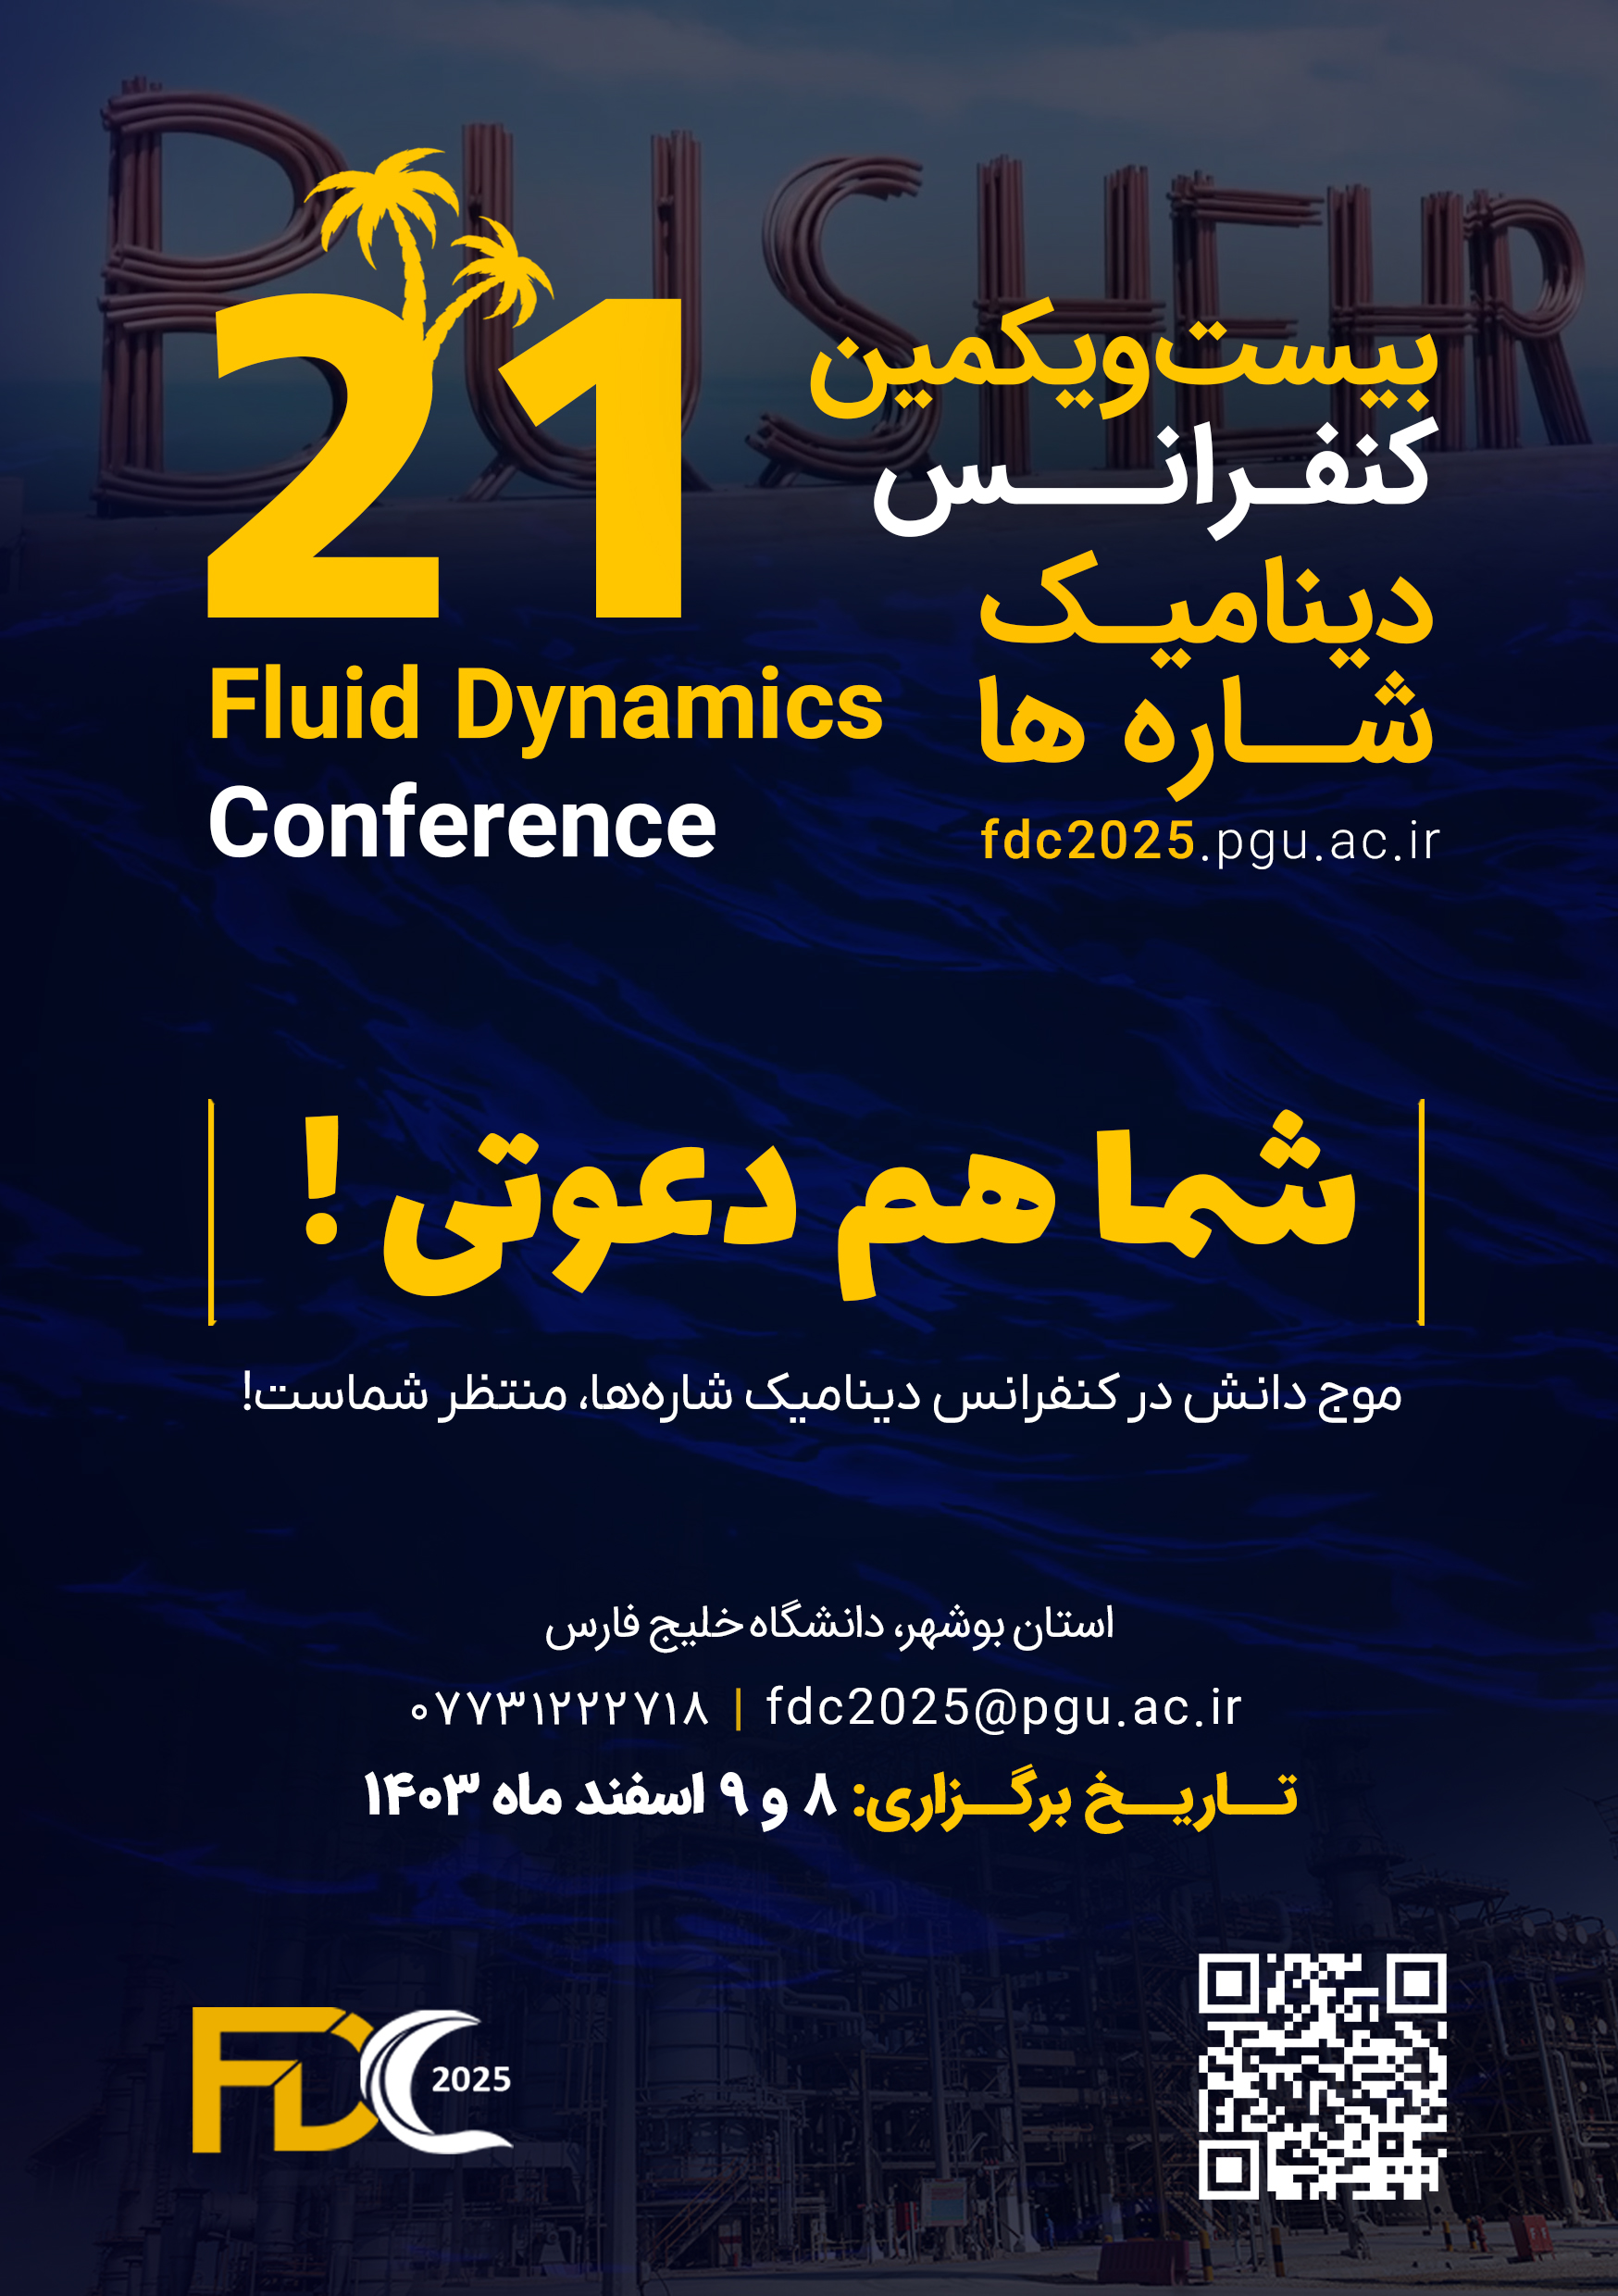 BUSHEHR
21
Fluid Dynamics
Conference
بیست‌ویکمین
کنفرانس
دینامیک
شاره ها
fdc2025.pgu.ac.ir
شما هم دعوتی !
موج دانش در کنفرانس دینامیک شاره‌ها، منتظر شماست!
استان بوشهر، دانشگاه خلیج فارس
۰۷۷۳۱۲۲۲۷۱۸ | fdc2025@pgu.ac.ir
تاریخ برگزاری: ۸ و ۹ اسفند ماه ۱۴۰۳
FDC 2025